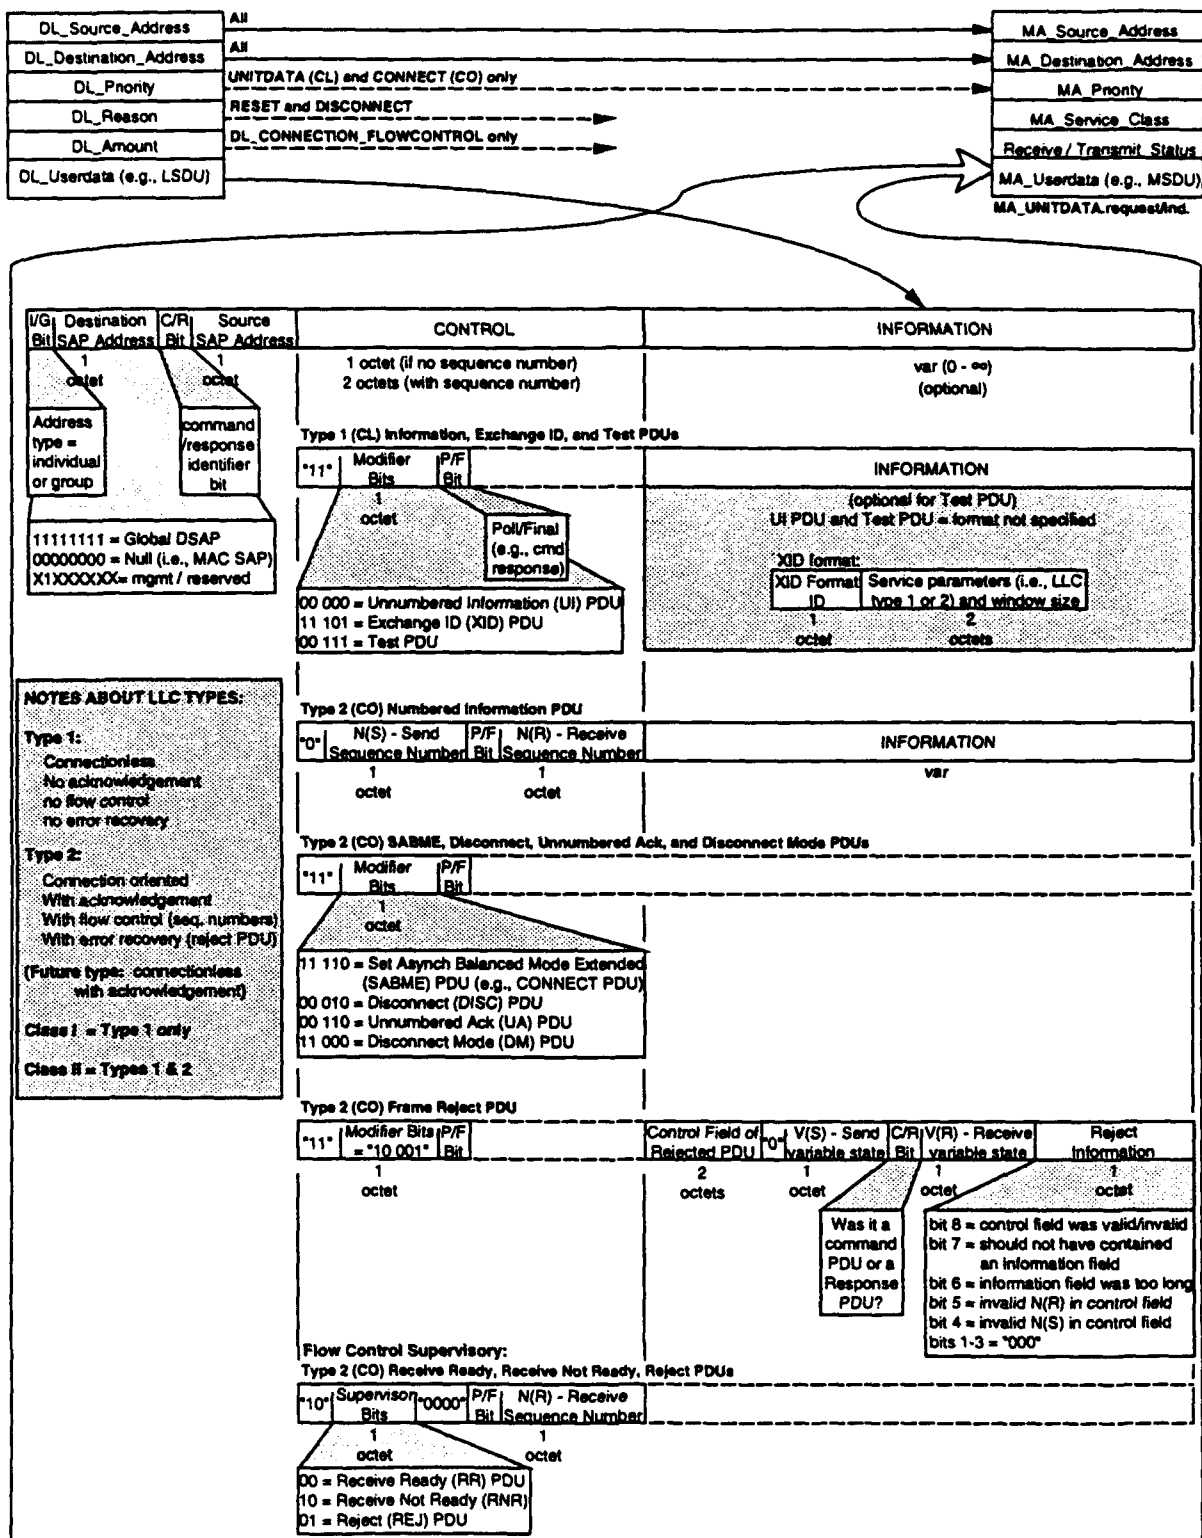 DL_Source_Address
All
MA_Source_Address
DL_Destination_Address
All
MA_Destination_Address
DL_Priority
UNITDATA (CL) and CONNECT (CO) only
MA_Priority
DL_Reason
RESET and DISCONNECT
MA_Service_Class
DL_Amount
DL_CONNECTION_FLOWCONTROL only
Receive / Transmit_Status
DL_Userdata (e.g., LSDU)
MA_Userdata (e.g., MSDU)
MA_UNITDATA.request/ind.
I/G Bit
Destination SAP Address
C/R Bit
Source SAP Address
CONTROL
INFORMATION
1 octet
1 octet
1 octet (if no sequence number)
2 octets (with sequence number)
var (0 - ∞)
(optional)
Address type = individual or group
command /response identifier bit
11111111 = Global DSAP
00000000 = Null (i.e., MAC SAP)
X1XXXXXX= mgmt / reserved
Type 1 (CL) Information, Exchange ID, and Test PDUs
"11"
Modifier Bits
P/F Bit
INFORMATION
1 octet
Poll/Final (e.g., cmd response)
(optional for Test PDU)
UI PDU and Test PDU = format not specified
XID format:
XID Format ID
Service parameters (i.e., LLC type 1 or 2) and window size
1 octet
2 octets
00 000 = Unnumbered Information (UI) PDU
11 101 = Exchange ID (XID) PDU
00 111 = Test PDU
NOTES ABOUT LLC TYPES:
Type 1:
Connectionless
No acknowledgement
no flow control
no error recovery
Type 2:
Connection oriented
With acknowledgement
With flow control (seq. numbers)
With error recovery (reject PDU)
(Future type: connectionless
with acknowledgement)
Class I = Type 1 only
Class II = Types 1 & 2
Type 2 (CO) Numbered Information PDU
"0"
N(S) - Send Sequence Number
P/F Bit
N(R) - Receive Sequence Number
INFORMATION
1 octet
1 octet
var
Type 2 (CO) SABME, Disconnect, Unnumbered Ack, and Disconnect Mode PDUs
"11"
Modifier Bits
P/F Bit
1 octet
11 110 = Set Asynch Balanced Mode Extended
(SABME) PDU (e.g., CONNECT PDU)
00 010 = Disconnect (DISC) PDU
00 110 = Unnumbered Ack (UA) PDU
11 000 = Disconnect Mode (DM) PDU
Type 2 (CO) Frame Reject PDU
"11"
Modifier Bits = "10 001"
P/F Bit
Control Field of Rejected PDU
"0"
V(S) - Send variable state
C/R Bit
V(R) - Receive variable state
Reject Information
1 octet
2 octets
1 octet
1 octet
1 octet
Was it a command PDU or a Response PDU?
bit 8 = control field was valid/invalid
bit 7 = should not have contained
an information field
bit 6 = information field was too long
bit 5 = invalid N(R) in control field
bit 4 = invalid N(S) in control field
bits 1-3 = "000"
Flow Control Supervisory:
Type 2 (CO) Receive Ready, Receive Not Ready, Reject PDUs
"10"
Supervisor Bits
"0000"
P/F Bit
N(R) - Receive Sequence Number
1 octet
1 octet
00 = Receive Ready (RR) PDU
10 = Receive Not Ready (RNR)
01 = Reject (REJ) PDU